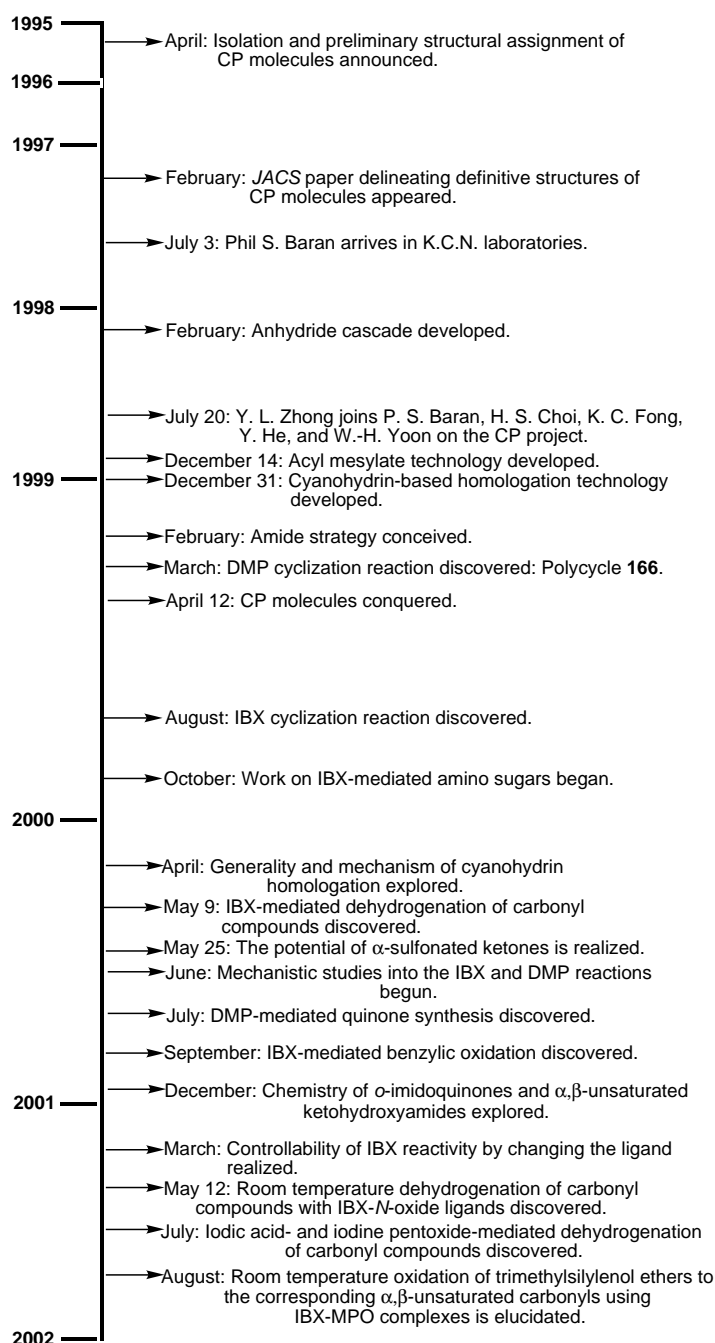 1995
April: Isolation and preliminary structural assignment of
CP molecules announced.
1996
1997
February: JACS paper delineating definitive structures of
CP molecules appeared.
July 3: Phil S. Baran arrives in K.C.N. laboratories.
1998
February: Anhydride cascade developed.
July 20: Y. L. Zhong joins P. S. Baran, H. S. Choi, K. C. Fong,
Y. He, and W.-H. Yoon on the CP project.
December 14: Acyl mesylate technology developed.
1999
December 31: Cyanohydrin-based homologation technology
developed.
February: Amide strategy conceived.
March: DMP cyclization reaction discovered: Polycycle 166.
April 12: CP molecules conquered.
August: IBX cyclization reaction discovered.
October: Work on IBX-mediated amino sugars began.
2000
April: Generality and mechanism of cyanohydrin
homologation explored.
May 9: IBX-mediated dehydrogenation of carbonyl
compounds discovered.
May 25: The potential of α-sulfonated ketones is realized.
June: Mechanistic studies into the IBX and DMP reactions
begun.
July: DMP-mediated quinone synthesis discovered.
September: IBX-mediated benzylic oxidation discovered.
December: Chemistry of o-imidoquinones and α,β-unsaturated
ketohydroxyamides explored.
2001
March: Controllability of IBX reactivity by changing the ligand
realized.
May 12: Room temperature dehydrogenation of carbonyl
compounds with IBX-N-oxide ligands discovered.
July: Iodic acid- and iodine pentoxide-mediated dehydrogenation
of carbonyl compounds discovered.
August: Room temperature oxidation of trimethylsilylenol ethers to
the corresponding α,β-unsaturated carbonyls using
IBX-MPO complexes is elucidated.
2002